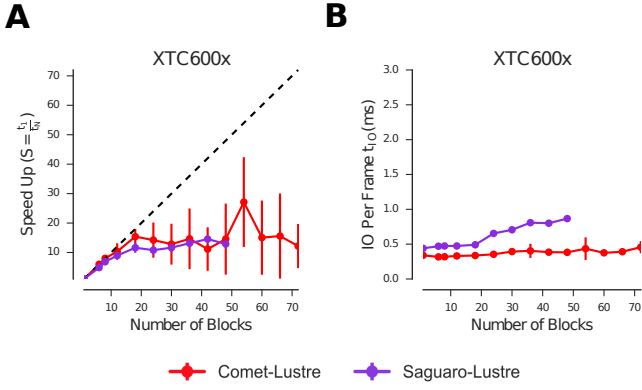 A
B
XTC600x
XTC600x
Speed Up (S = t1/tN)
70
60
50
40
30
20
10
10 20 30 40 50 60 70
Number of Blocks
IO Per Frame tIO(ms)
3.0
2.5
2.0
1.5
1.0
0.5
0.0
10 20 30 40 50 60 70
Number of Blocks
Comet-Lustre
Saguaro-Lustre